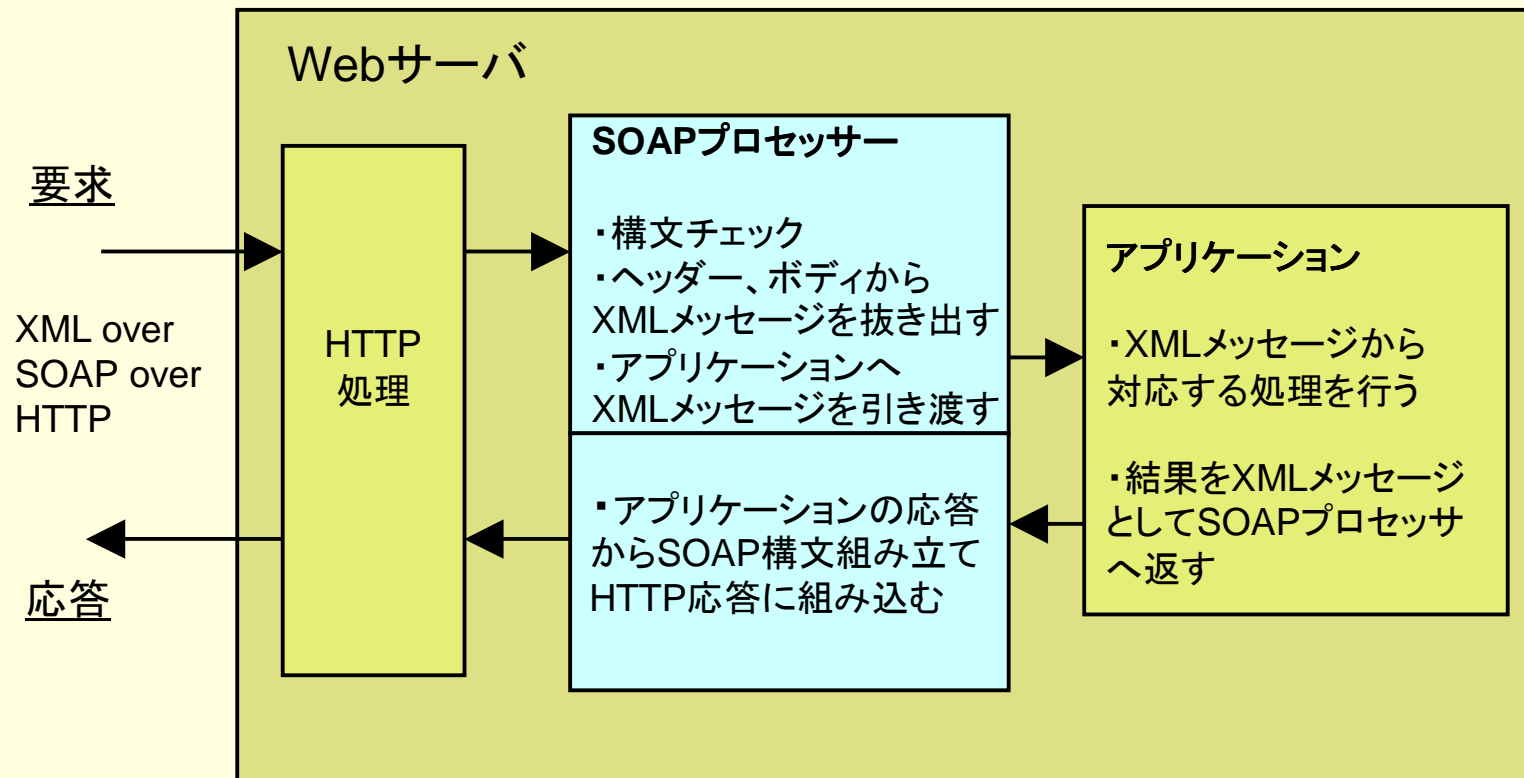 Webサーバ
要求
XML over
SOAP over
HTTP
応答
HTTP
処理
SOAPプロセッサー
・構文チェック
・ヘッダー、ボディから
XMLメッセージを抜き出す
・アプリケーションへ
XMLメッセージを引き渡す
・アプリケーションの応答
からSOAP構文組み立て
HTTP応答に組み込む
アプリケーション
・XMLメッセージから
対応する処理を行う
・結果をXMLメッセージ
としてSOAPプロセッサ
へ返す